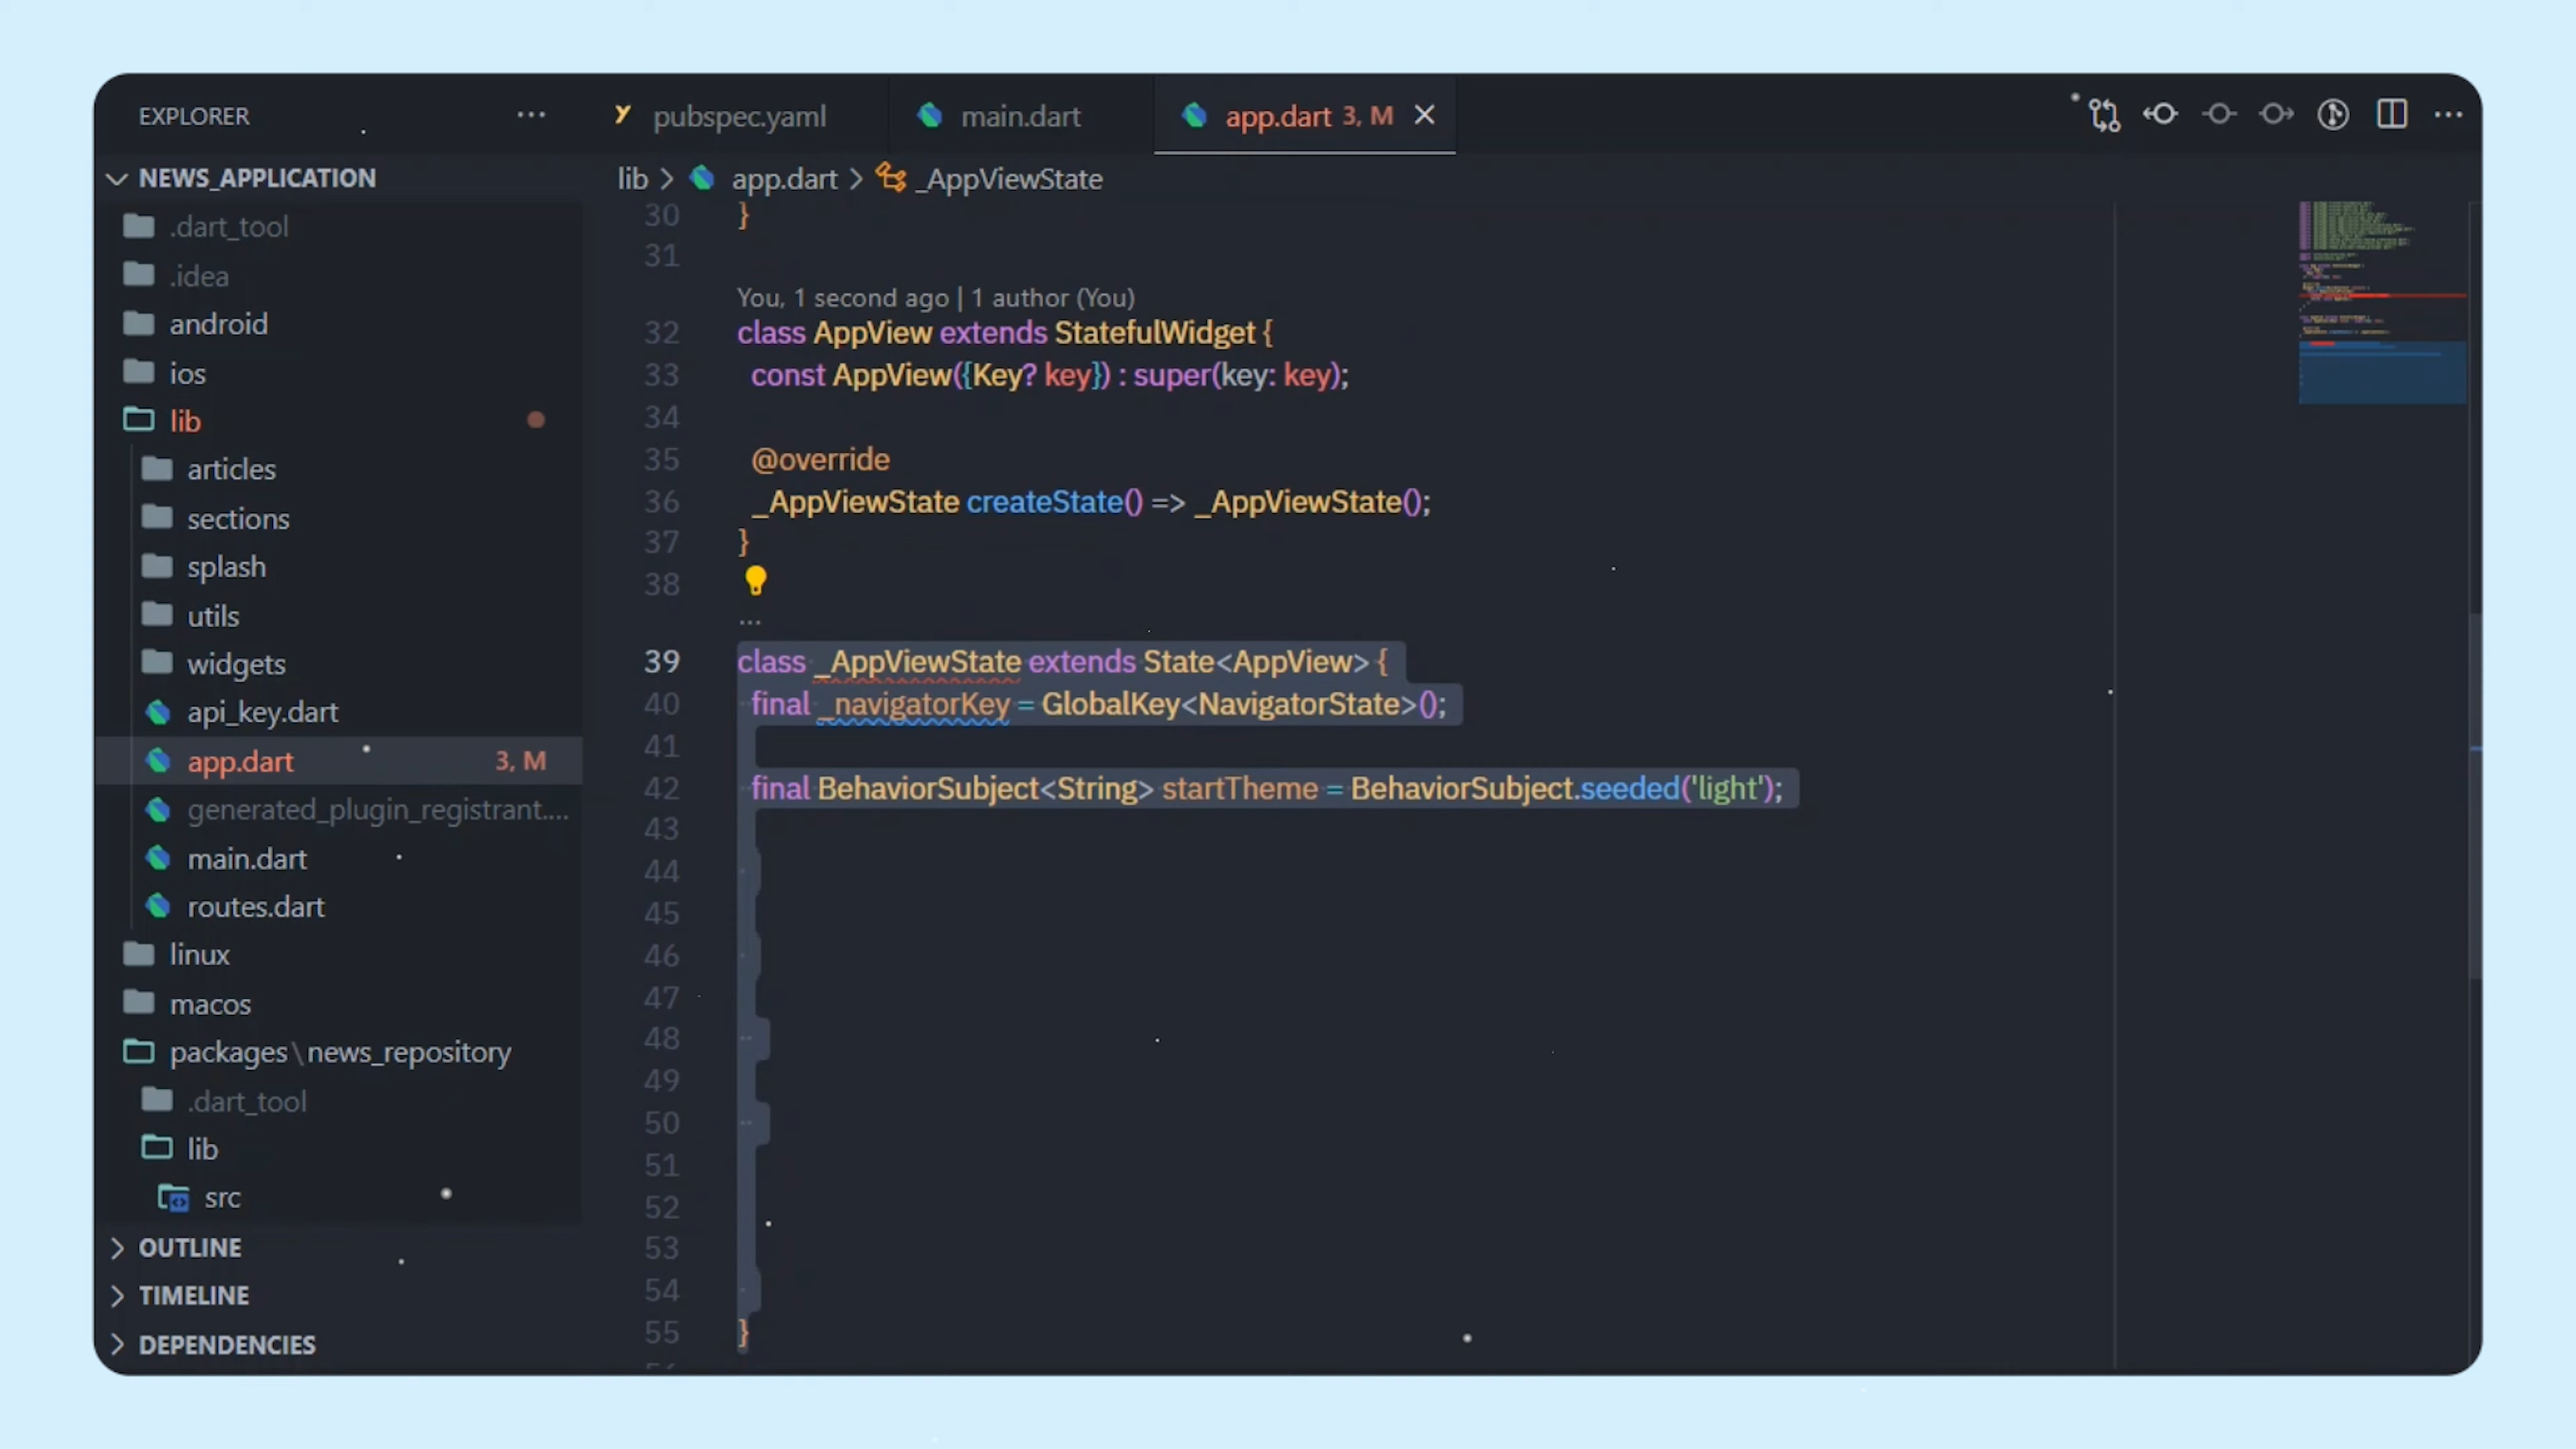 EXPLORER
pubspec.yaml
main.dart
app.dart 3, M
NEWS_APPLICATION
lib > app.dart > _AppViewState
.dart_tool
.idea
android
ios
lib
articles
sections
splash
utils
widgets
api_key.dart
app.dart 3, M
generated_plugin_registrant....
main.dart
routes.dart
linux
macos
packages\news_repository
.dart_tool
lib
src
OUTLINE
TIMELINE
DEPENDENCIES
30 }
31
You, 1 second ago | 1 author (You)
32 class AppView extends StatefulWidget {
33 const AppView({Key? key}) : super(key: key);
34
35 @override
36 _AppViewState createState() => _AppViewState();
37 }
38
...
39 class _AppViewState extends State<AppView> {
40 final _navigatorKey = GlobalKey<NavigatorState>();
41
42 final BehaviorSubject<String> startTheme = BehaviorSubject.seeded('light');
43
44
45
46
47
48
49
50
51
52
53
54
55 }